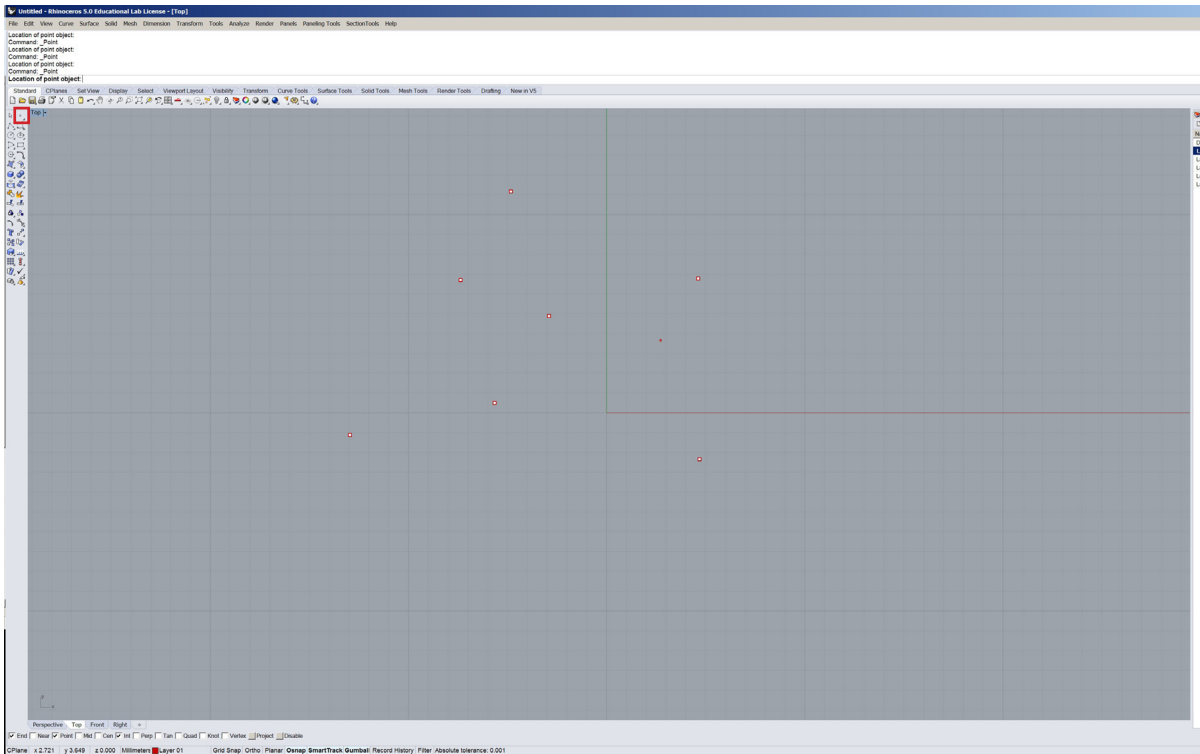 Untitled - Rhinoceros 5.0 Educational Lab License - [Top]
File Edit View Curve Surface Solid Mesh Dimension Transform Tools Analyze Render Panels Paneling Tools SectionTools Help
Location of point object:
Command: _Point
Location of point object:
Command: _Point
Location of point object:
Command: _Point
Location of point object:
Standard CPlanes Set View Display Select Viewport Layout Visibility Transform Curve Tools Surface Tools Solid Tools Mesh Tools Render Tools Drafting New in V5
Top
Perspective Top Front Right
End Near Point Mid Cen Int Perp Tan Quad Knot Vertex Project Disable
CPlane x 2.721 y 3.649 z 0.000 Millimeters Layer 01 Grid Snap Ortho Planar Osnap SmartTrack Gumball Record History Filter Absolute tolerance: 0.001